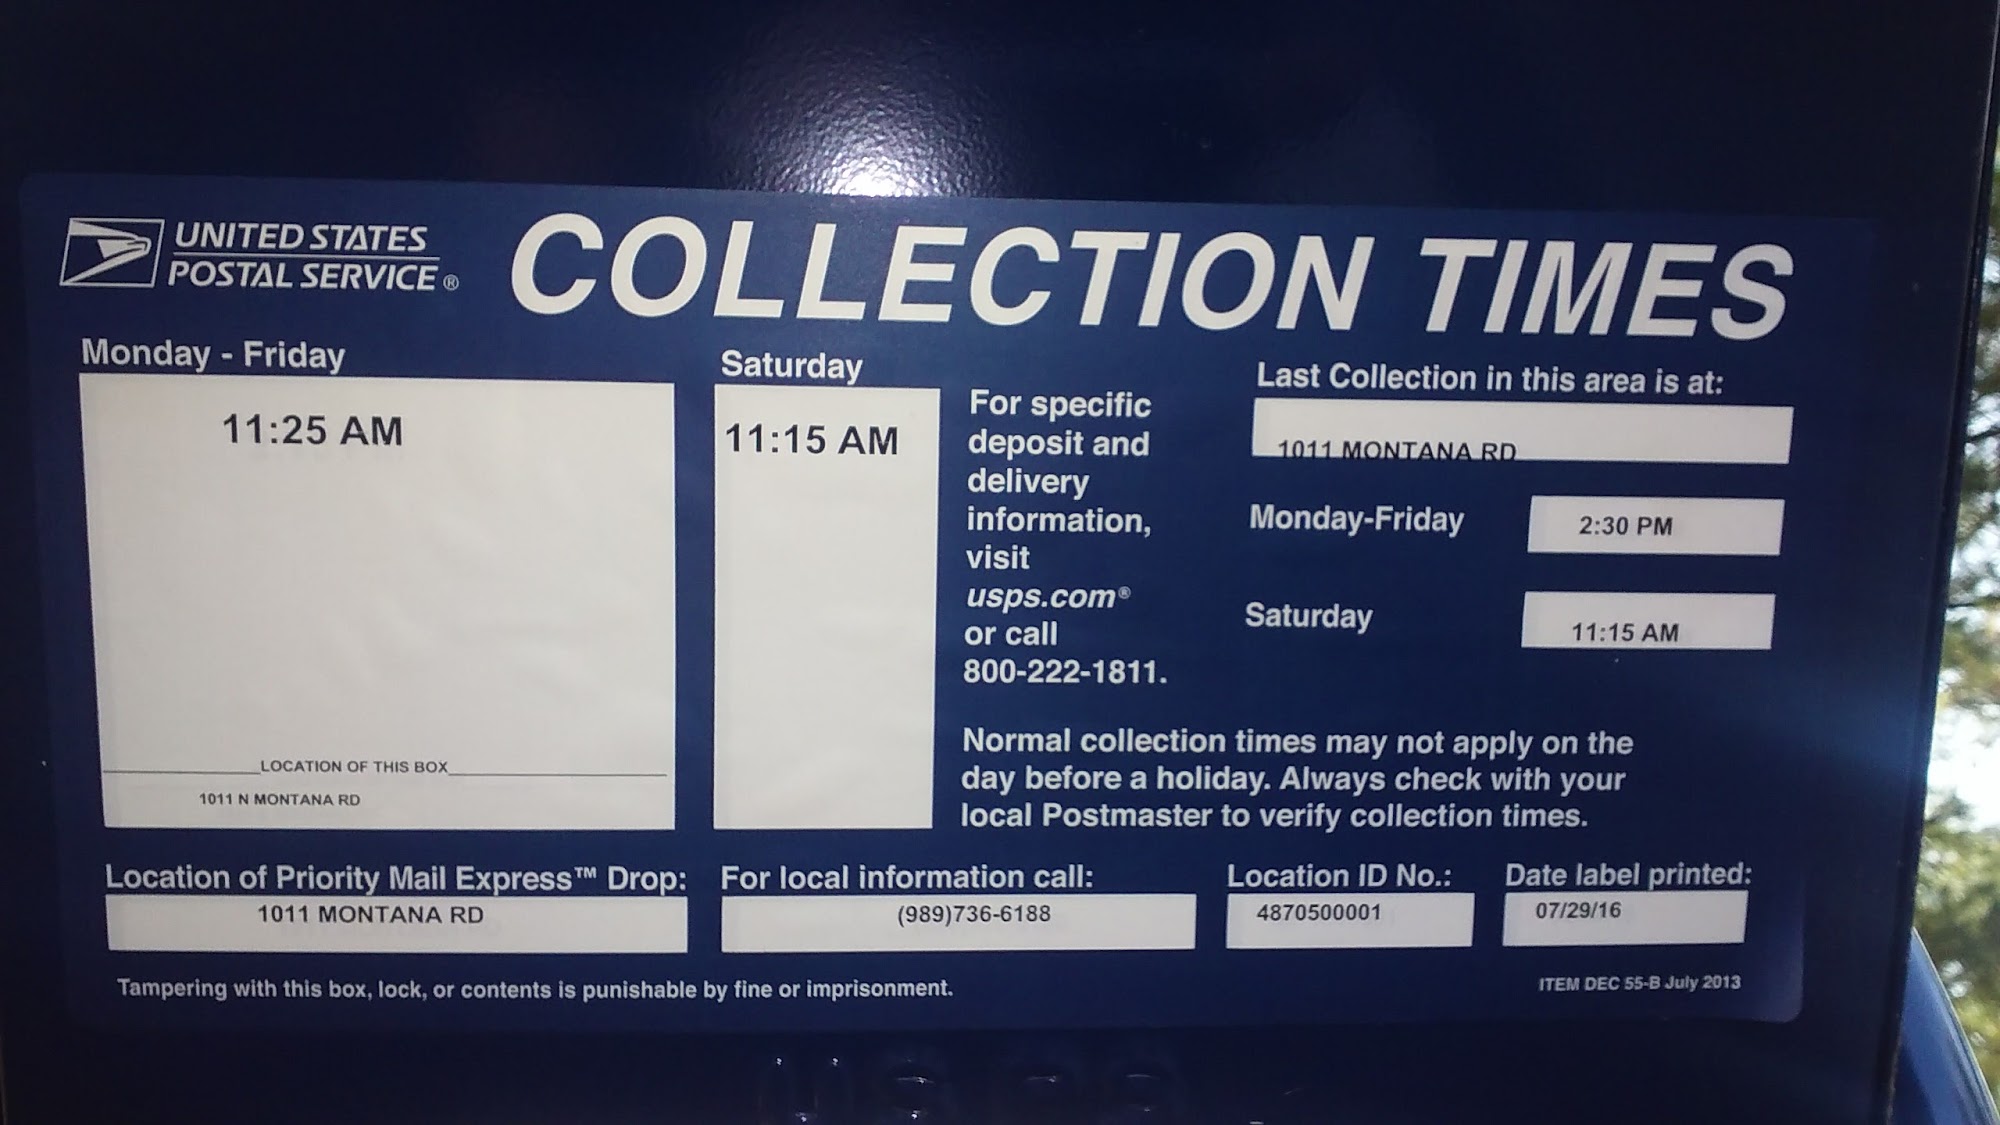 UNITED STATES
POSTAL SERVICE®
COLLECTION TIMES
Monday - Friday
11:25 AM
LOCATION OF THIS BOX
1011 N MONTANA RD
Saturday
11:15 AM
For specific
deposit and
delivery
information,
visit
usps.com®
or call
800-222-1811.
Last Collection in this area is at:
1011 MONTANA RD
Monday-Friday
2:30 PM
Saturday
11:15 AM
Normal collection times may not apply on the
day before a holiday. Always check with your
local Postmaster to verify collection times.
Location of Priority Mail Express™ Drop:
1011 MONTANA RD
For local information call:
(989)736-6188
Location ID No.:
4870500001
Date label printed:
07/29/16
Tampering with this box, lock, or contents is punishable by fine or imprisonment.
ITEM DEC 55-B July 2013